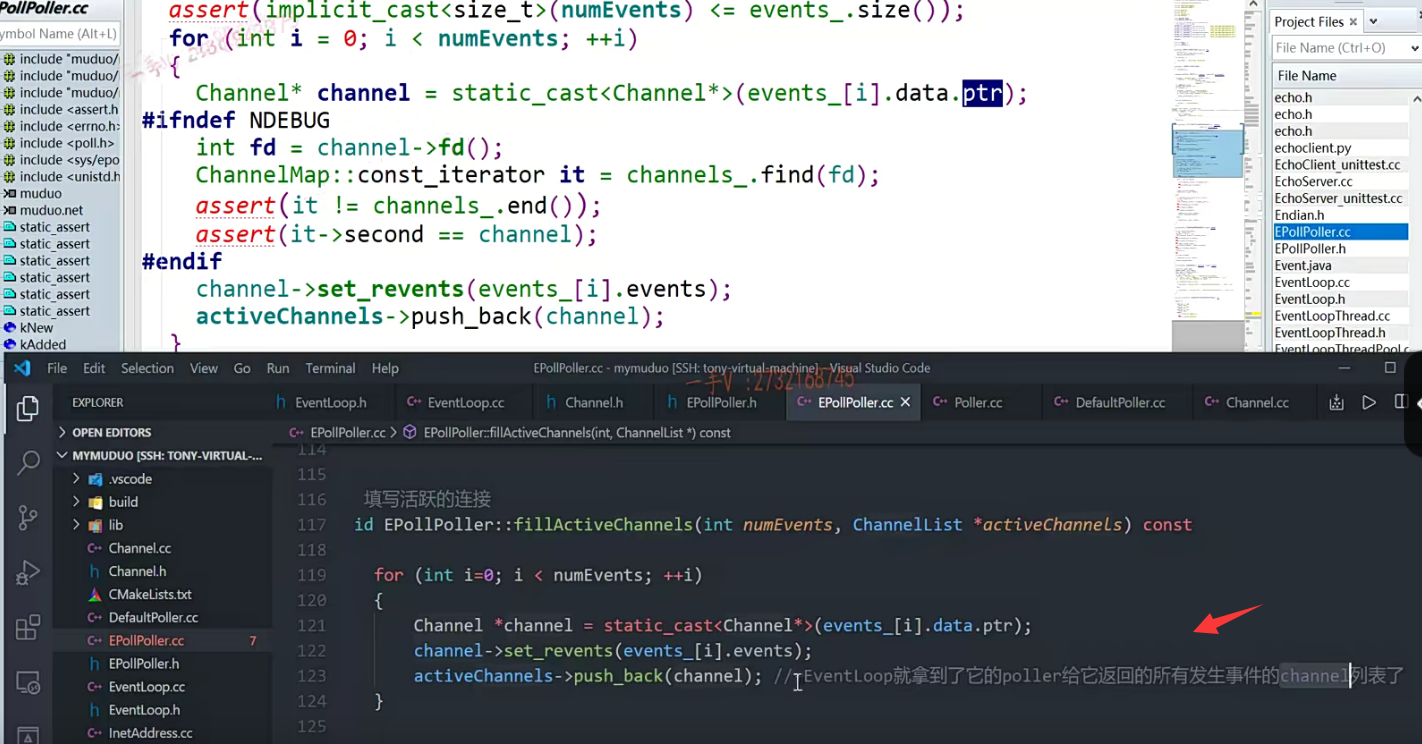 PollPoller.cc
ymbol Name (Alt+L)
include "muduo/
include "muduo/
include "muduo/
include <assert.h
include <errno.h>
include <poll.h>
include <sys/epo
include <unistd.h
muduo
muduo.net
static_assert
static_assert
static_assert
static_assert
static_assert
static_assert
kNew
kAdded
assert(implicit_cast<size_t>(numEvents) <= events_.size());
for (int i = 0; i < numEvents; ++i)
{
Channel* channel = static_cast<Channel*>(events_[i].data.ptr);
#ifndef NDEBUG
int fd = channel->fd();
ChannelMap::const_iterator it = channels_.find(fd);
assert(it != channels_.end());
assert(it->second == channel);
#endif
channel->set_revents(events_[i].events);
activeChannels->push_back(channel);
}
Project Files
File Name (Ctrl+O)
File Name
echo.h
echo.h
echo.h
echoclient.py
EchoClient_unittest.cc
EchoServer.cc
EchoServer_unittest.cc
Endian.h
EPollPoller.cc
EPollPoller.h
Event.java
EventLoop.cc
EventLoop.h
EventLoopThread.cc
EventLoopThread.h
EventLoopThreadPool.c
File Edit Selection View Go Run Terminal Help
EPollPoller.cc - mymuduo [SSH: tony-virtual-machine] - Visual Studio Code
一手V :2732168745
EXPLORER
EventLoop.h EventLoop.cc Channel.h EPollPoller.h EPollPoller.cc Poller.cc DefaultPoller.cc Channel.cc
OPEN EDITORS
MYMUDUO [SSH: TONY-VIRTUAL-...
.vscode
build
lib
Channel.cc
Channel.h
CMakeLists.txt
DefaultPoller.cc
EPollPoller.cc 7
EPollPoller.h
EventLoop.cc
EventLoop.h
InetAddress.cc
EPollPoller.cc > EPollPoller::fillActiveChannels(int, ChannelList *) const
114
115
116 填写活跃的连接
117 id EPollPoller::fillActiveChannels(int numEvents, ChannelList *activeChannels) const
118
119 for (int i=0; i < numEvents; ++i)
120 {
121 Channel *channel = static_cast<Channel*>(events_[i].data.ptr);
122 channel->set_revents(events_[i].events);
123 activeChannels->push_back(channel); // EventLoop就拿到了它的poller给它返回的所有发生事件的channel列表了
124 }
125